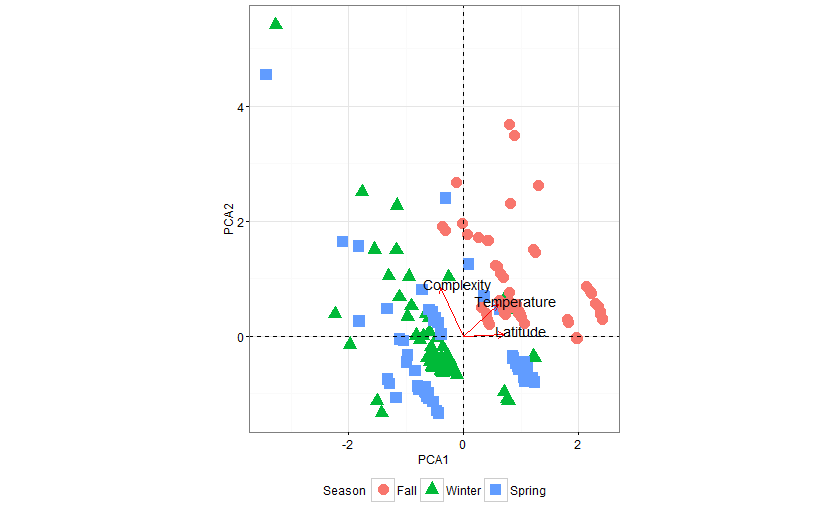 4
2
0
PCA2
Complexity
Temperature
Latitude
-2 0 2
PCA1
Season Fall Winter Spring